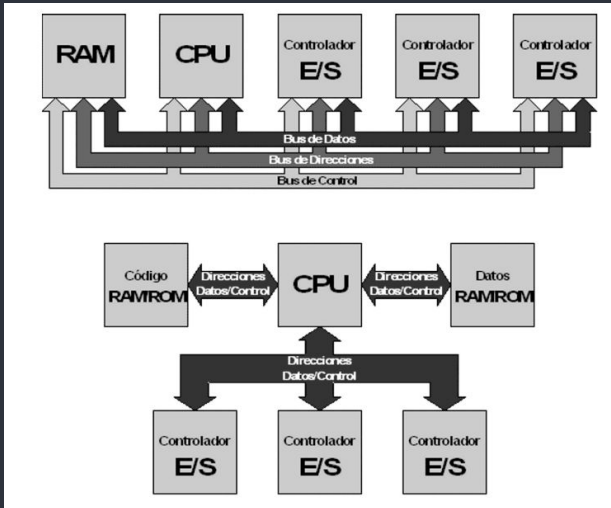 RAM
CPU
Controlador
E/S
Controlador
E/S
Controlador
E/S
Bus de Datos
Bus de Direcciones
Bus de Control
Código
RAM/ROM
Direcciones
Datos/Control
CPU
Direcciones
Datos/Control
Datos
RAM/ROM
Direcciones
Datos/Control
Controlador
E/S
Controlador
E/S
Controlador
E/S